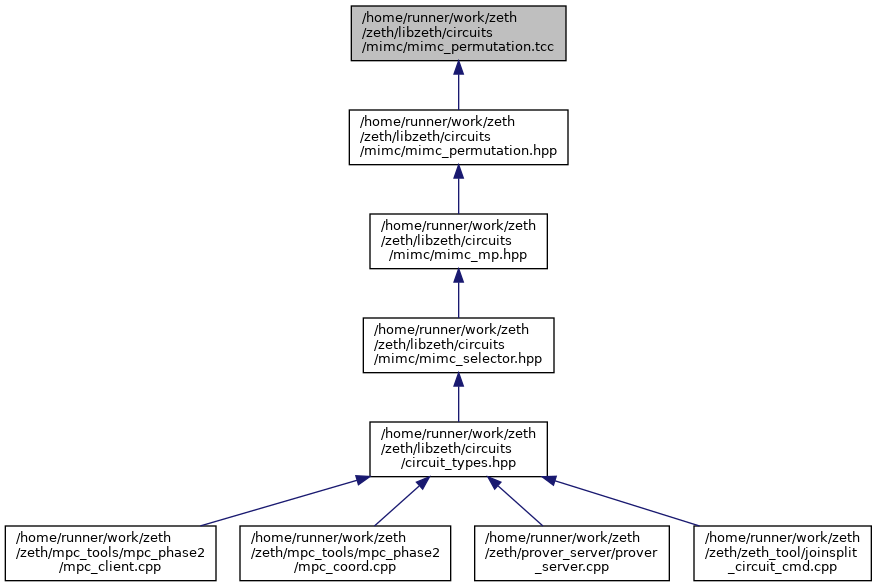 /home/runner/work/zeth
/zeth/libzeth/circuits
/mimc/mimc_permutation.tcc
/home/runner/work/zeth
/zeth/libzeth/circuits
/mimc/mimc_permutation.hpp
/home/runner/work/zeth
/zeth/libzeth/circuits
/mimc/mimc_mp.hpp
/home/runner/work/zeth
/zeth/libzeth/circuits
/mimc/mimc_selector.hpp
/home/runner/work/zeth
/zeth/libzeth/circuits
/circuit_types.hpp
/home/runner/work/zeth
/zeth/mpc_tools/mpc_phase2
/mpc_client.cpp
/home/runner/work/zeth
/zeth/mpc_tools/mpc_phase2
/mpc_coord.cpp
/home/runner/work/zeth
/zeth/prover_server/prover
_server.cpp
/home/runner/work/zeth
/zeth/zeth_tool/joinsplit
_circuit_cmd.cpp